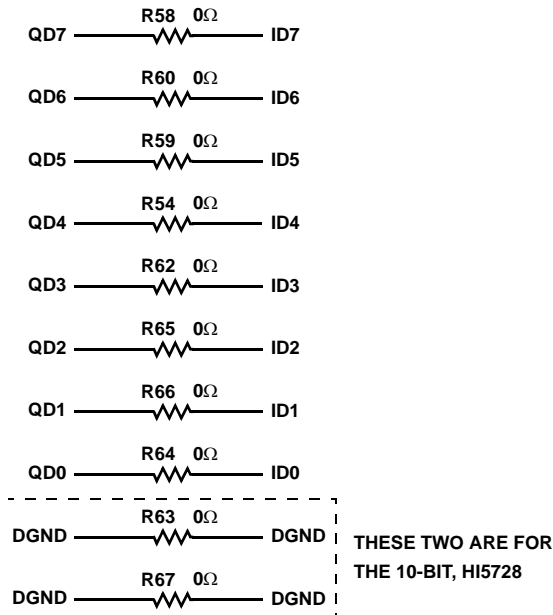 R58 0Ω
QD7 ID7
R60 0Ω
QD6 ID6
R59 0Ω
QD5 ID5
R54 0Ω
QD4 ID4
R62 0Ω
QD3 ID3
R65 0Ω
QD2 ID2
R66 0Ω
QD1 ID1
R64 0Ω
QD0 ID0
R63 0Ω
DGND DGND
R67 0Ω
DGND DGND
THESE TWO ARE FOR
THE 10-BIT, HI5728